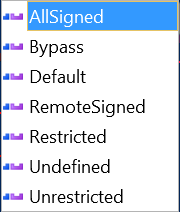 AllSigned
Bypass
Default
RemoteSigned
Restricted
Undefined
Unrestricted